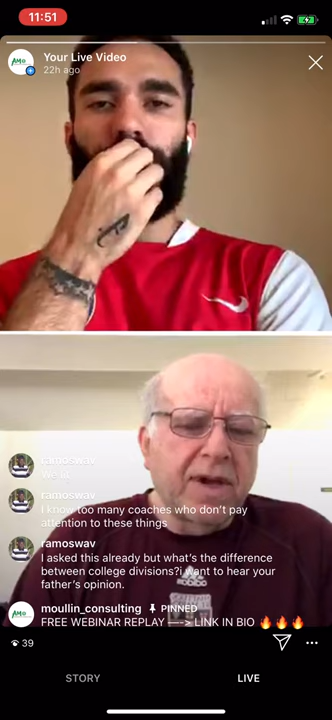 11:51
AMO
Your Live Video
22h ago
ramoswav
ramoswav
I know too many coaches who don't pay
attention to these things
ramoswav
I asked this already but what's the difference
between college divisions?i want to hear your
father's opinion.
AMO
moullin_consulting PINNED
FREE WEBINAR REPLAY —-> LINK IN BIO 🔥🔥🔥
39
STORY
LIVE